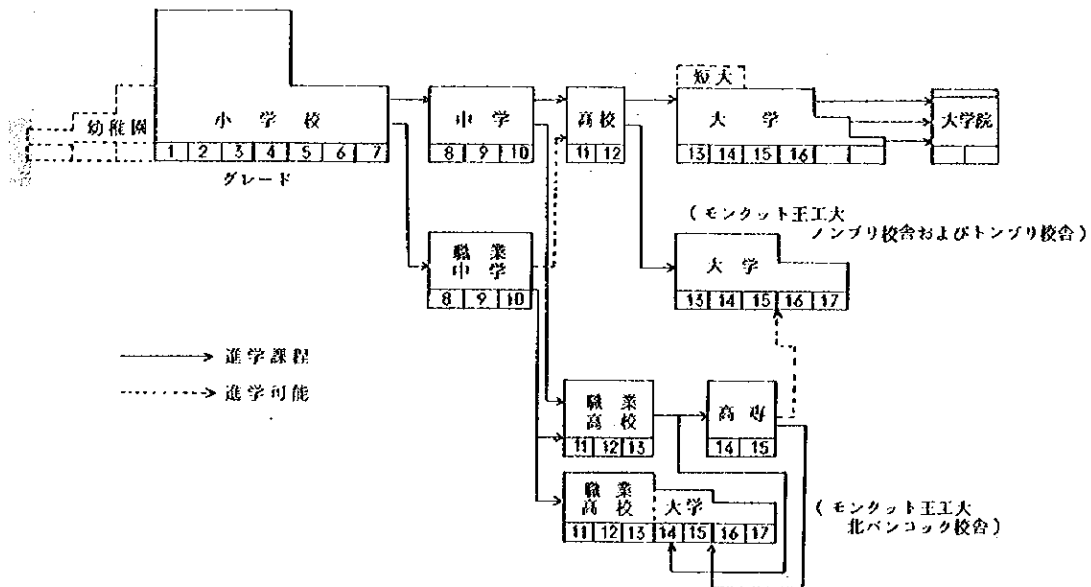 短大
幼稚園
小学校
中学
高校
大学
大学院
1 2 3 4 5 6 7
8 9 10
11 12
13 14 15 16
グレード
(モンクット王工大
ノンブリ校舎およびトンブリ校舎)
職業
中学
大学
8 9 10
13 14 15 16 17
進学課程
進学可能
職業
高校
高専
11 12 13
14 15
職業
高校
大学
(モンクット王工大
北バンコック校舎)
11 12 13 14 15 16 17